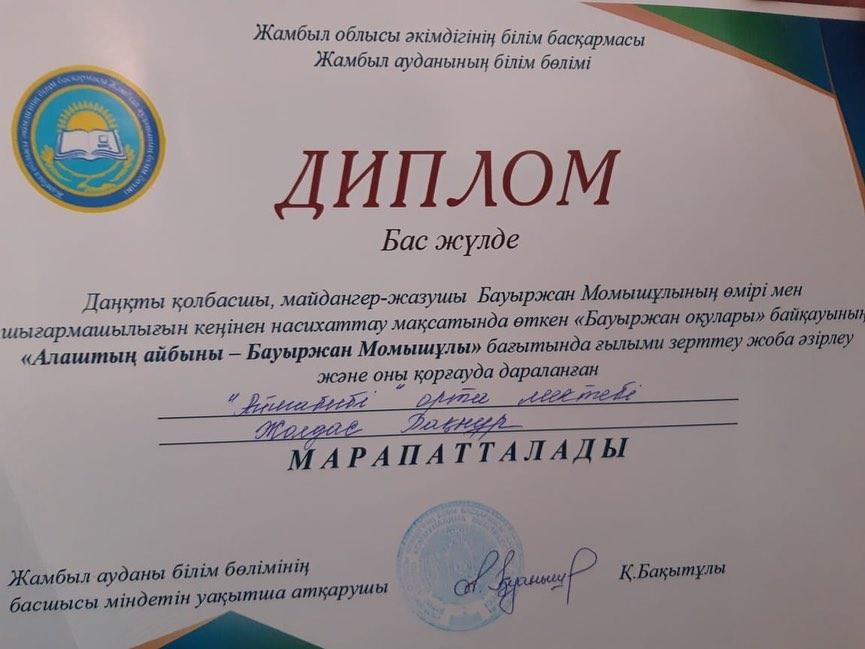 Жамбыл облысы әкімдігінің білім басқармасы
Жамбыл ауданының білім бөлімі
ДИПЛОМ
Бас жүлде
Даңқты қолбасшы, майдангер-жазушы Бауыржан Момышұлының өмірі мен
шығармашылығын кеңінен насихаттау мақсатында өткен «Бауыржан оқулары» байқауының
«Алаштың айбыны – Бауыржан Момышұлы» бағытында ғылыми зерттеу жоба әзірлеу
және оны қорғауда дараланған
орта мектебі
Жолдас
МАРАПАТТАЛАДЫ
Жамбыл ауданы білім бөлімінің
басшысы міндетін уақытша атқарушы
Қ.Бақытұлы